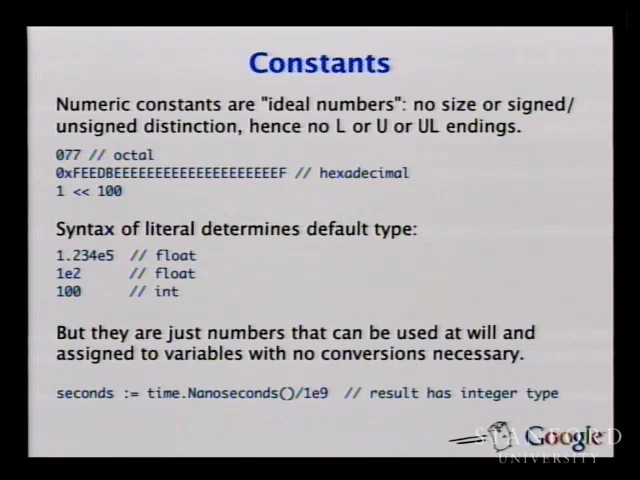 Constants
Numeric constants are "ideal numbers": no size or signed/
unsigned distinction, hence no L or U or UL endings.
077 // octal
0xFEEDBEEEEEEEEEEEEEEEEEEEEEEEF // hexadecimal
1 << 100
Syntax of literal determines default type:
1.234e5 // float
1e2 // float
100 // int
But they are just numbers that can be used at will and
assigned to variables with no conversions necessary.
seconds := time.Nanoseconds()/1e9 // result has integer type
Google
STANFORD
UNIVERSITY